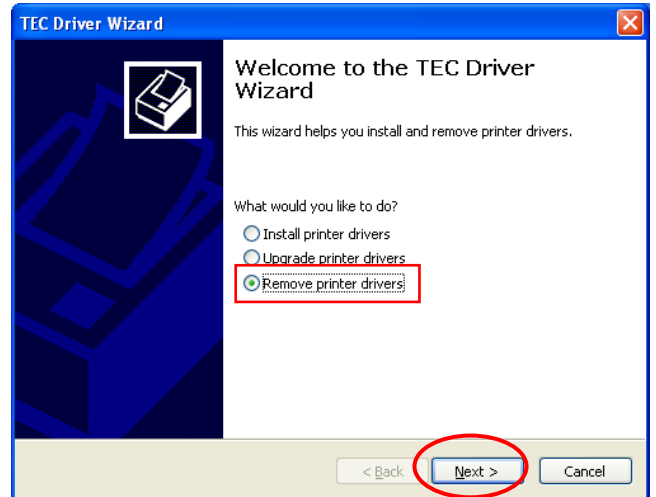 TEC Driver Wizard
Welcome to the TEC Driver
Wizard
This wizard helps you install and remove printer drivers.
What would you like to do?
Install printer drivers
Upgrade printer drivers
Remove printer drivers
< Back
Next >
Cancel